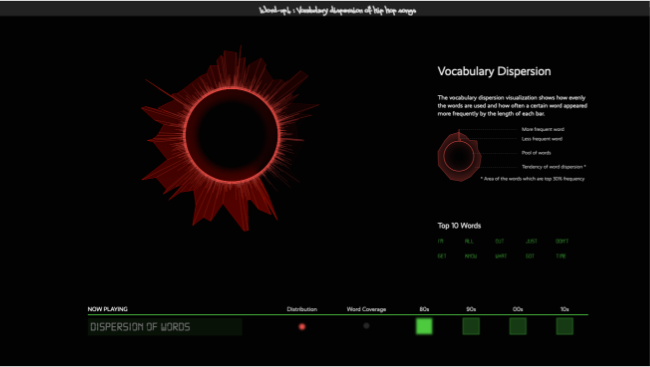 Word-up! : Vocabulary dispersion of hip hop songs
Vocabulary Dispersion
The vocabulary dispersion visualization shows how evenly
the words are used and how often a certain word appeared
more frequently by the length of each bar.
More frequent word
Less frequent word
Pool of words
Tendency of word dispersion *
* Area of the words which are top 30% frequency
Top 10 Words
I'M ALL OUT JUST DON'T
GET KNOW WHAT GOT TIME
NOW PLAYING Distribution Word Coverage 80s 90s 00s 10s
DISPERSION OF WORDS